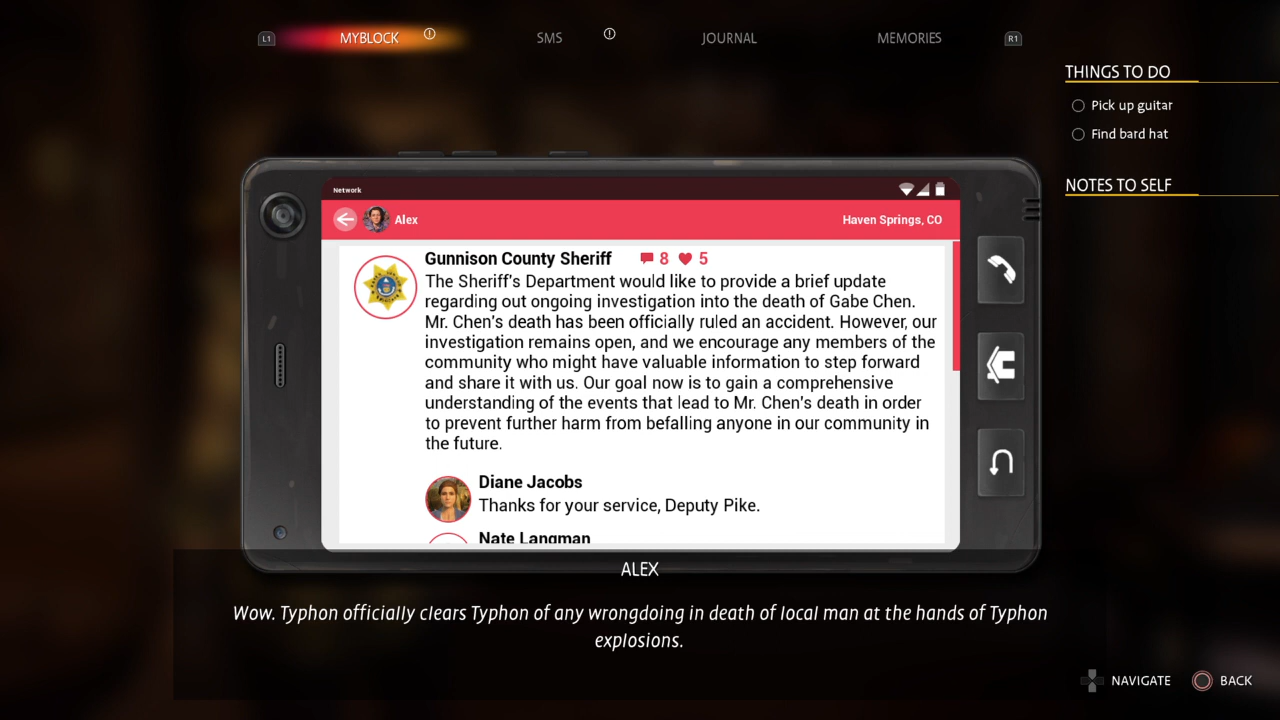 L1
MYBLOCK
SMS
JOURNAL
MEMORIES
R1
THINGS TO DO
Pick up guitar
Find bard hat
NOTES TO SELF
Network
Alex
Haven Springs, CO
Gunnison County Sheriff 8 5
The Sheriff's Department would like to provide a brief update
regarding out ongoing investigation into the death of Gabe Chen.
Mr. Chen's death has been officially ruled an accident. However, our
investigation remains open, and we encourage any members of the
community who might have valuable information to step forward
and share it with us. Our goal now is to gain a comprehensive
understanding of the events that lead to Mr. Chen's death in order
to prevent further harm from befalling anyone in our community in
the future.
Diane Jacobs
Thanks for your service, Deputy Pike.
Nate Langman
ALEX
Wow. Typhon officially clears Typhon of any wrongdoing in death of local man at the hands of Typhon
explosions.
NAVIGATE
BACK